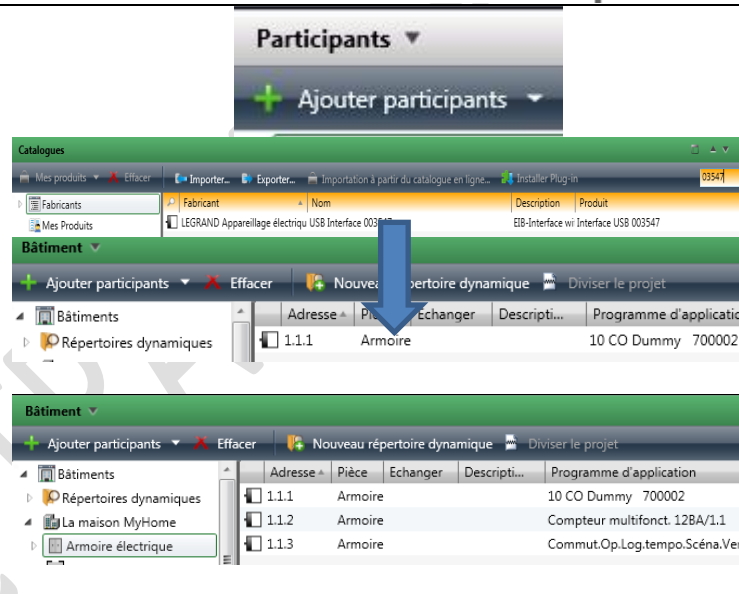 Participants
Ajouter participants
Catalogues
Mes produits Effacer Importer... Exporter... Importation à partir du catalogue en ligne... Installer Plug-in 03547
Fabricants Fabricant Nom Description Produit
Mes Produits LEGRAND Appareillage électriqu USB Interface 003547 EIB-Interface wi Interface USB 003547
Bâtiment
Ajouter participants Effacer Nouveau répertoire dynamique Diviser le projet
Bâtiments Adresse Echanger Descripti... Programme d'applicatio
Répertoires dynamiques 1.1.1 Armoire 10 CO Dummy 700002
Bâtiment
Ajouter participants Effacer Nouveau répertoire dynamique Diviser le projet
Bâtiments Adresse Pièce Echanger Descripti... Programme d'application
Répertoires dynamiques 1.1.1 Armoire 10 CO Dummy 700002
La maison MyHome 1.1.2 Armoire Compteur multifonct. 12BA/1.1
Armoire électrique 1.1.3 Armoire Commut.Op.Log.tempo.Scéna.Ve